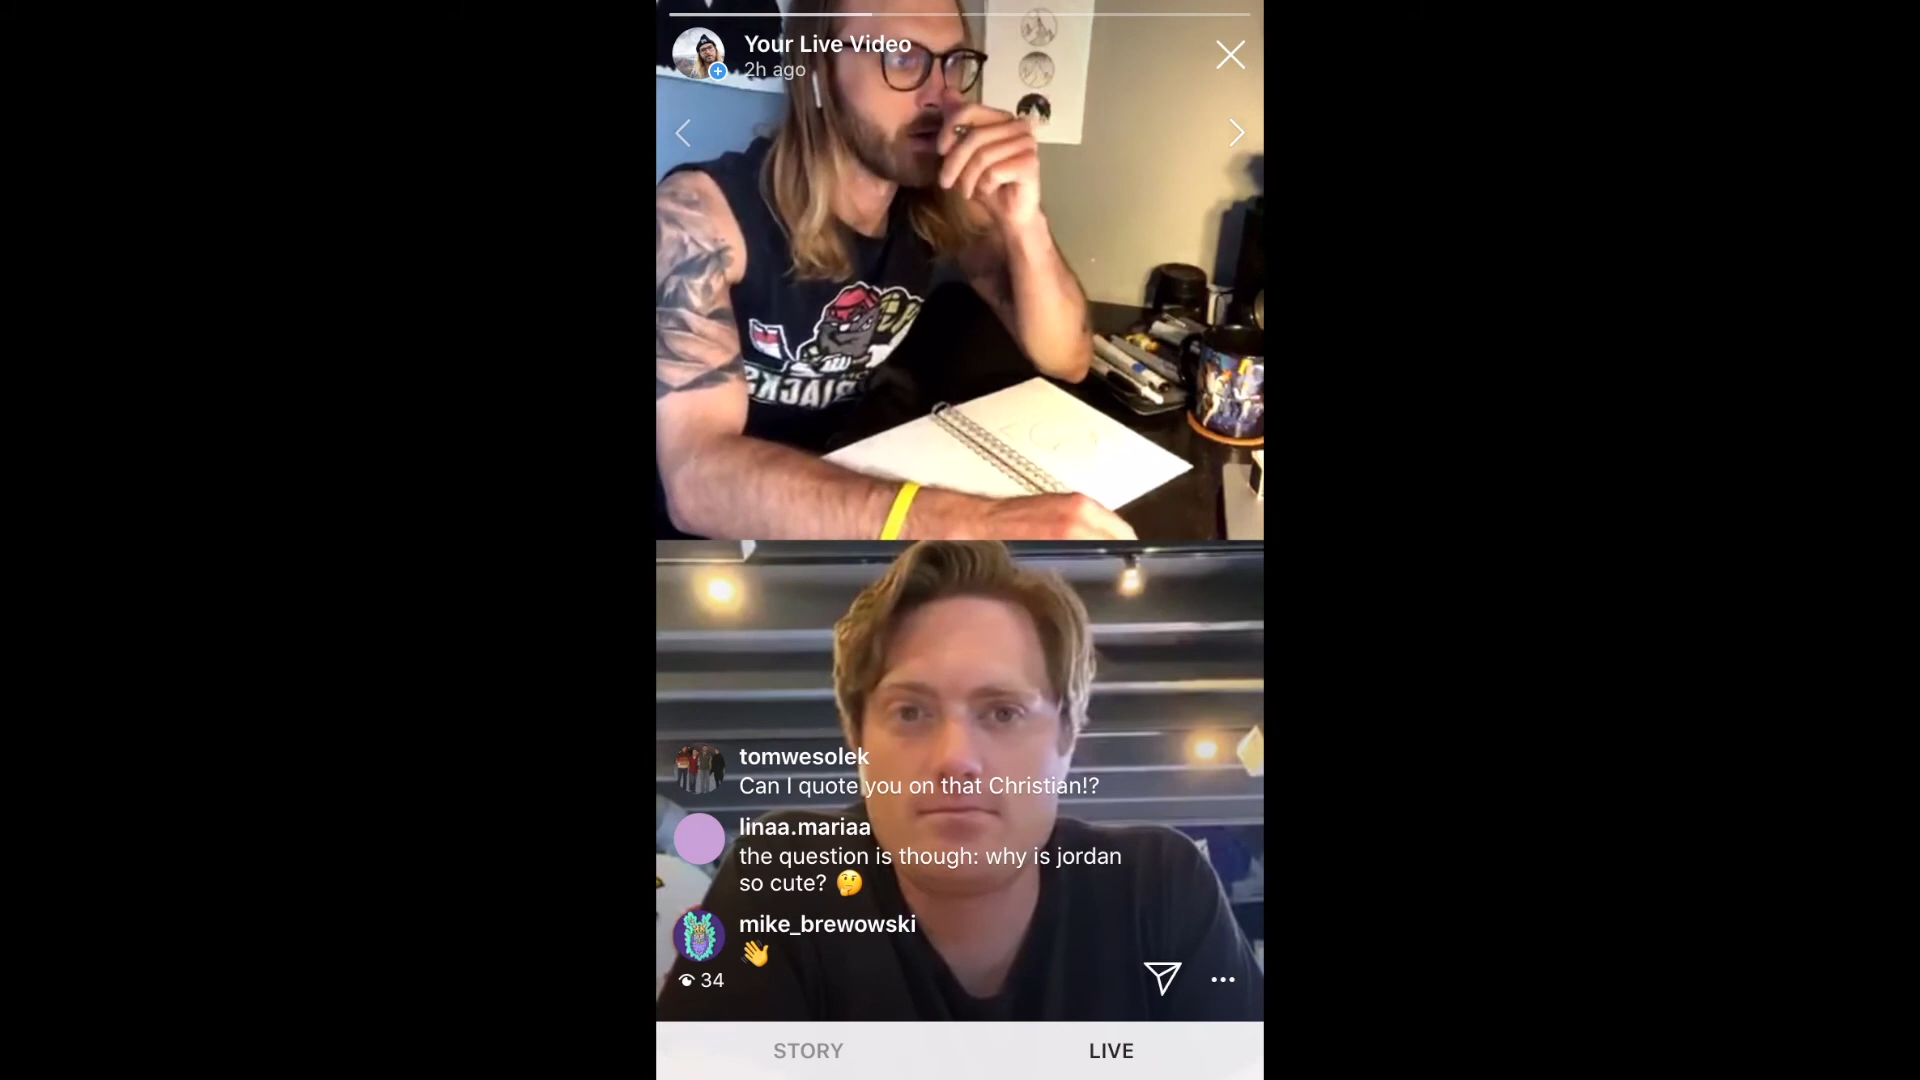 Your Live Video
2h ago
tomwesolek
Can I quote you on that Christian!?
linaa.mariaa
the question is though: why is jordan
so cute? 🤔
mike_brewowski
👋
34
STORY
LIVE